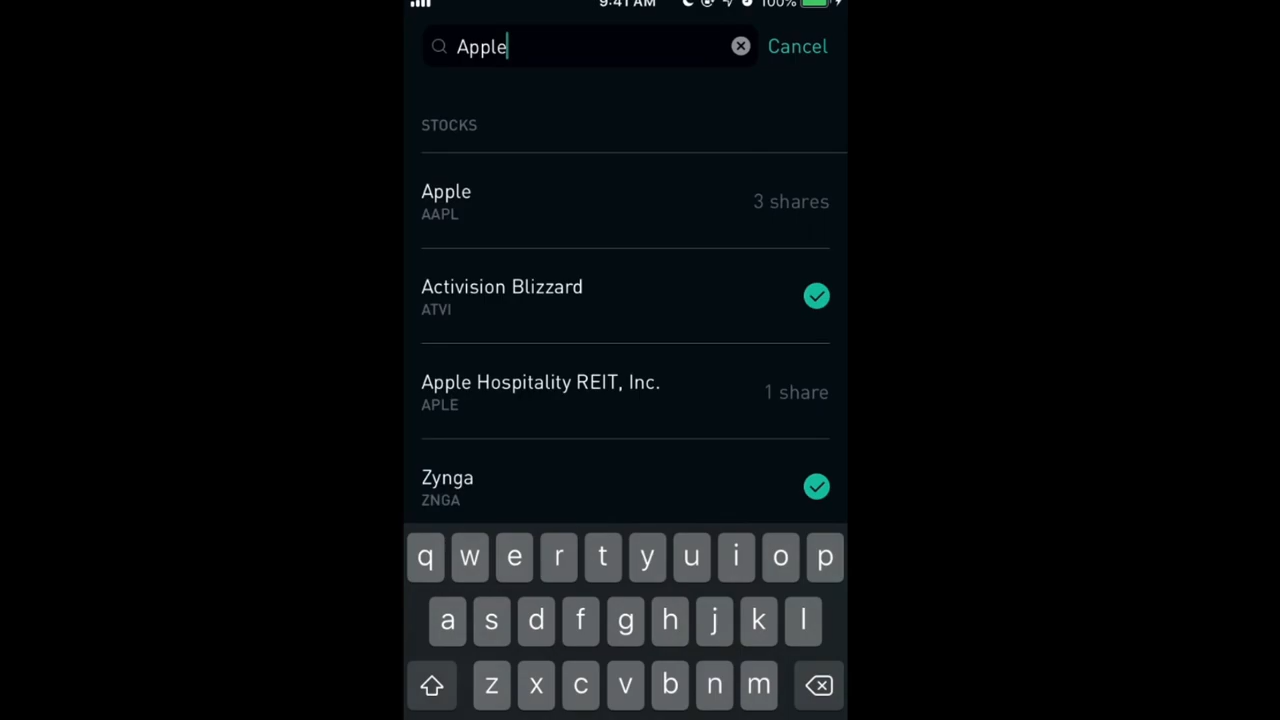 9:41 AM 100%
Apple Cancel
STOCKS
Apple
AAPL
3 shares
Activision Blizzard
ATVI
Apple Hospitality REIT, Inc.
APLE
1 share
Zynga
ZNGA
q w e r t y u i o p
a s d f g h j k l
z x c v b n m